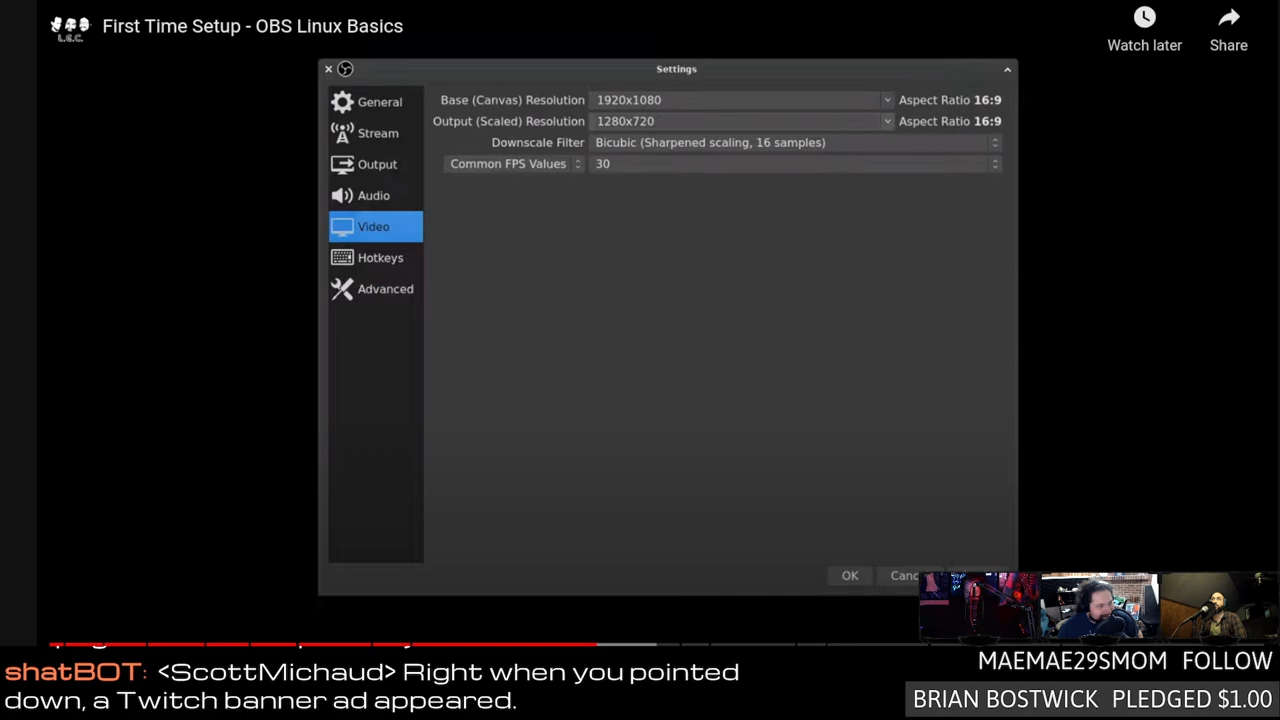 L.E.C.
First Time Setup - OBS Linux Basics
Watch later
Share
Settings
General
Stream
Output
Audio
Video
Hotkeys
Advanced
Base (Canvas) Resolution 1920x1080 Aspect Ratio 16:9
Output (Scaled) Resolution 1280x720 Aspect Ratio 16:9
Downscale Filter Bicubic (Sharpened scaling, 16 samples)
Common FPS Values 30
OK
shatBOT: <ScottMichaud> Right when you pointed
down, a Twitch banner ad appeared.
MAEMAE29SMOM FOLLOW
BRIAN BOSTWICK PLEDGED $1.00